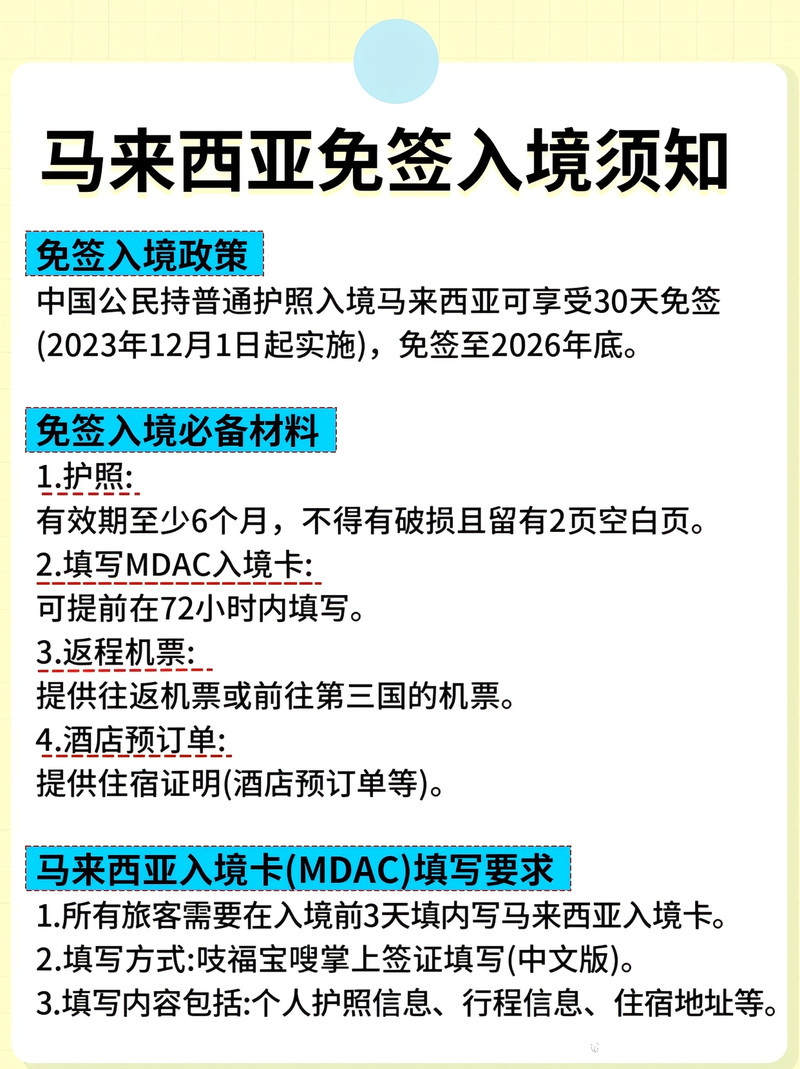 马来西亚免签入境须知
免签入境政策
中国公民持普通护照入境马来西亚可享受30天免签
(2023年12月1日起实施)，免签至2026年底。
免签入境必备材料
1.护照:
有效期至少6个月，不得有破损且留有2页空白页。
2.填写MDAC入境卡:
可提前在72小时内填写。
3.返程机票:
提供往返机票或前往第三国的机票。
4.酒店预订单:
提供住宿证明(酒店预订单等)。
马来西亚入境卡(MDAC)填写要求
1.所有旅客需要在入境前3天填内写马来西亚入境卡。
2.填写方式:吱福宝嗖掌上签证填写(中文版)。
3.填写内容包括:个人护照信息、行程信息、住宿地址等。